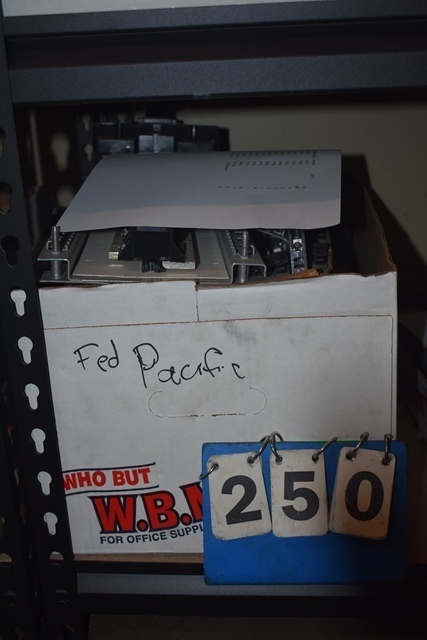 Fed Pacific
WHO BUT
W.B.M
FOR OFFICE SUPPL
250